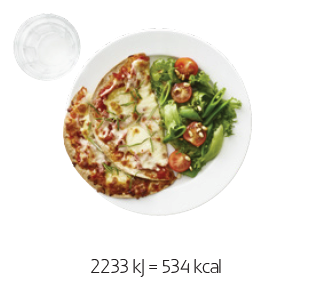 2233 kJ = 534 kcal